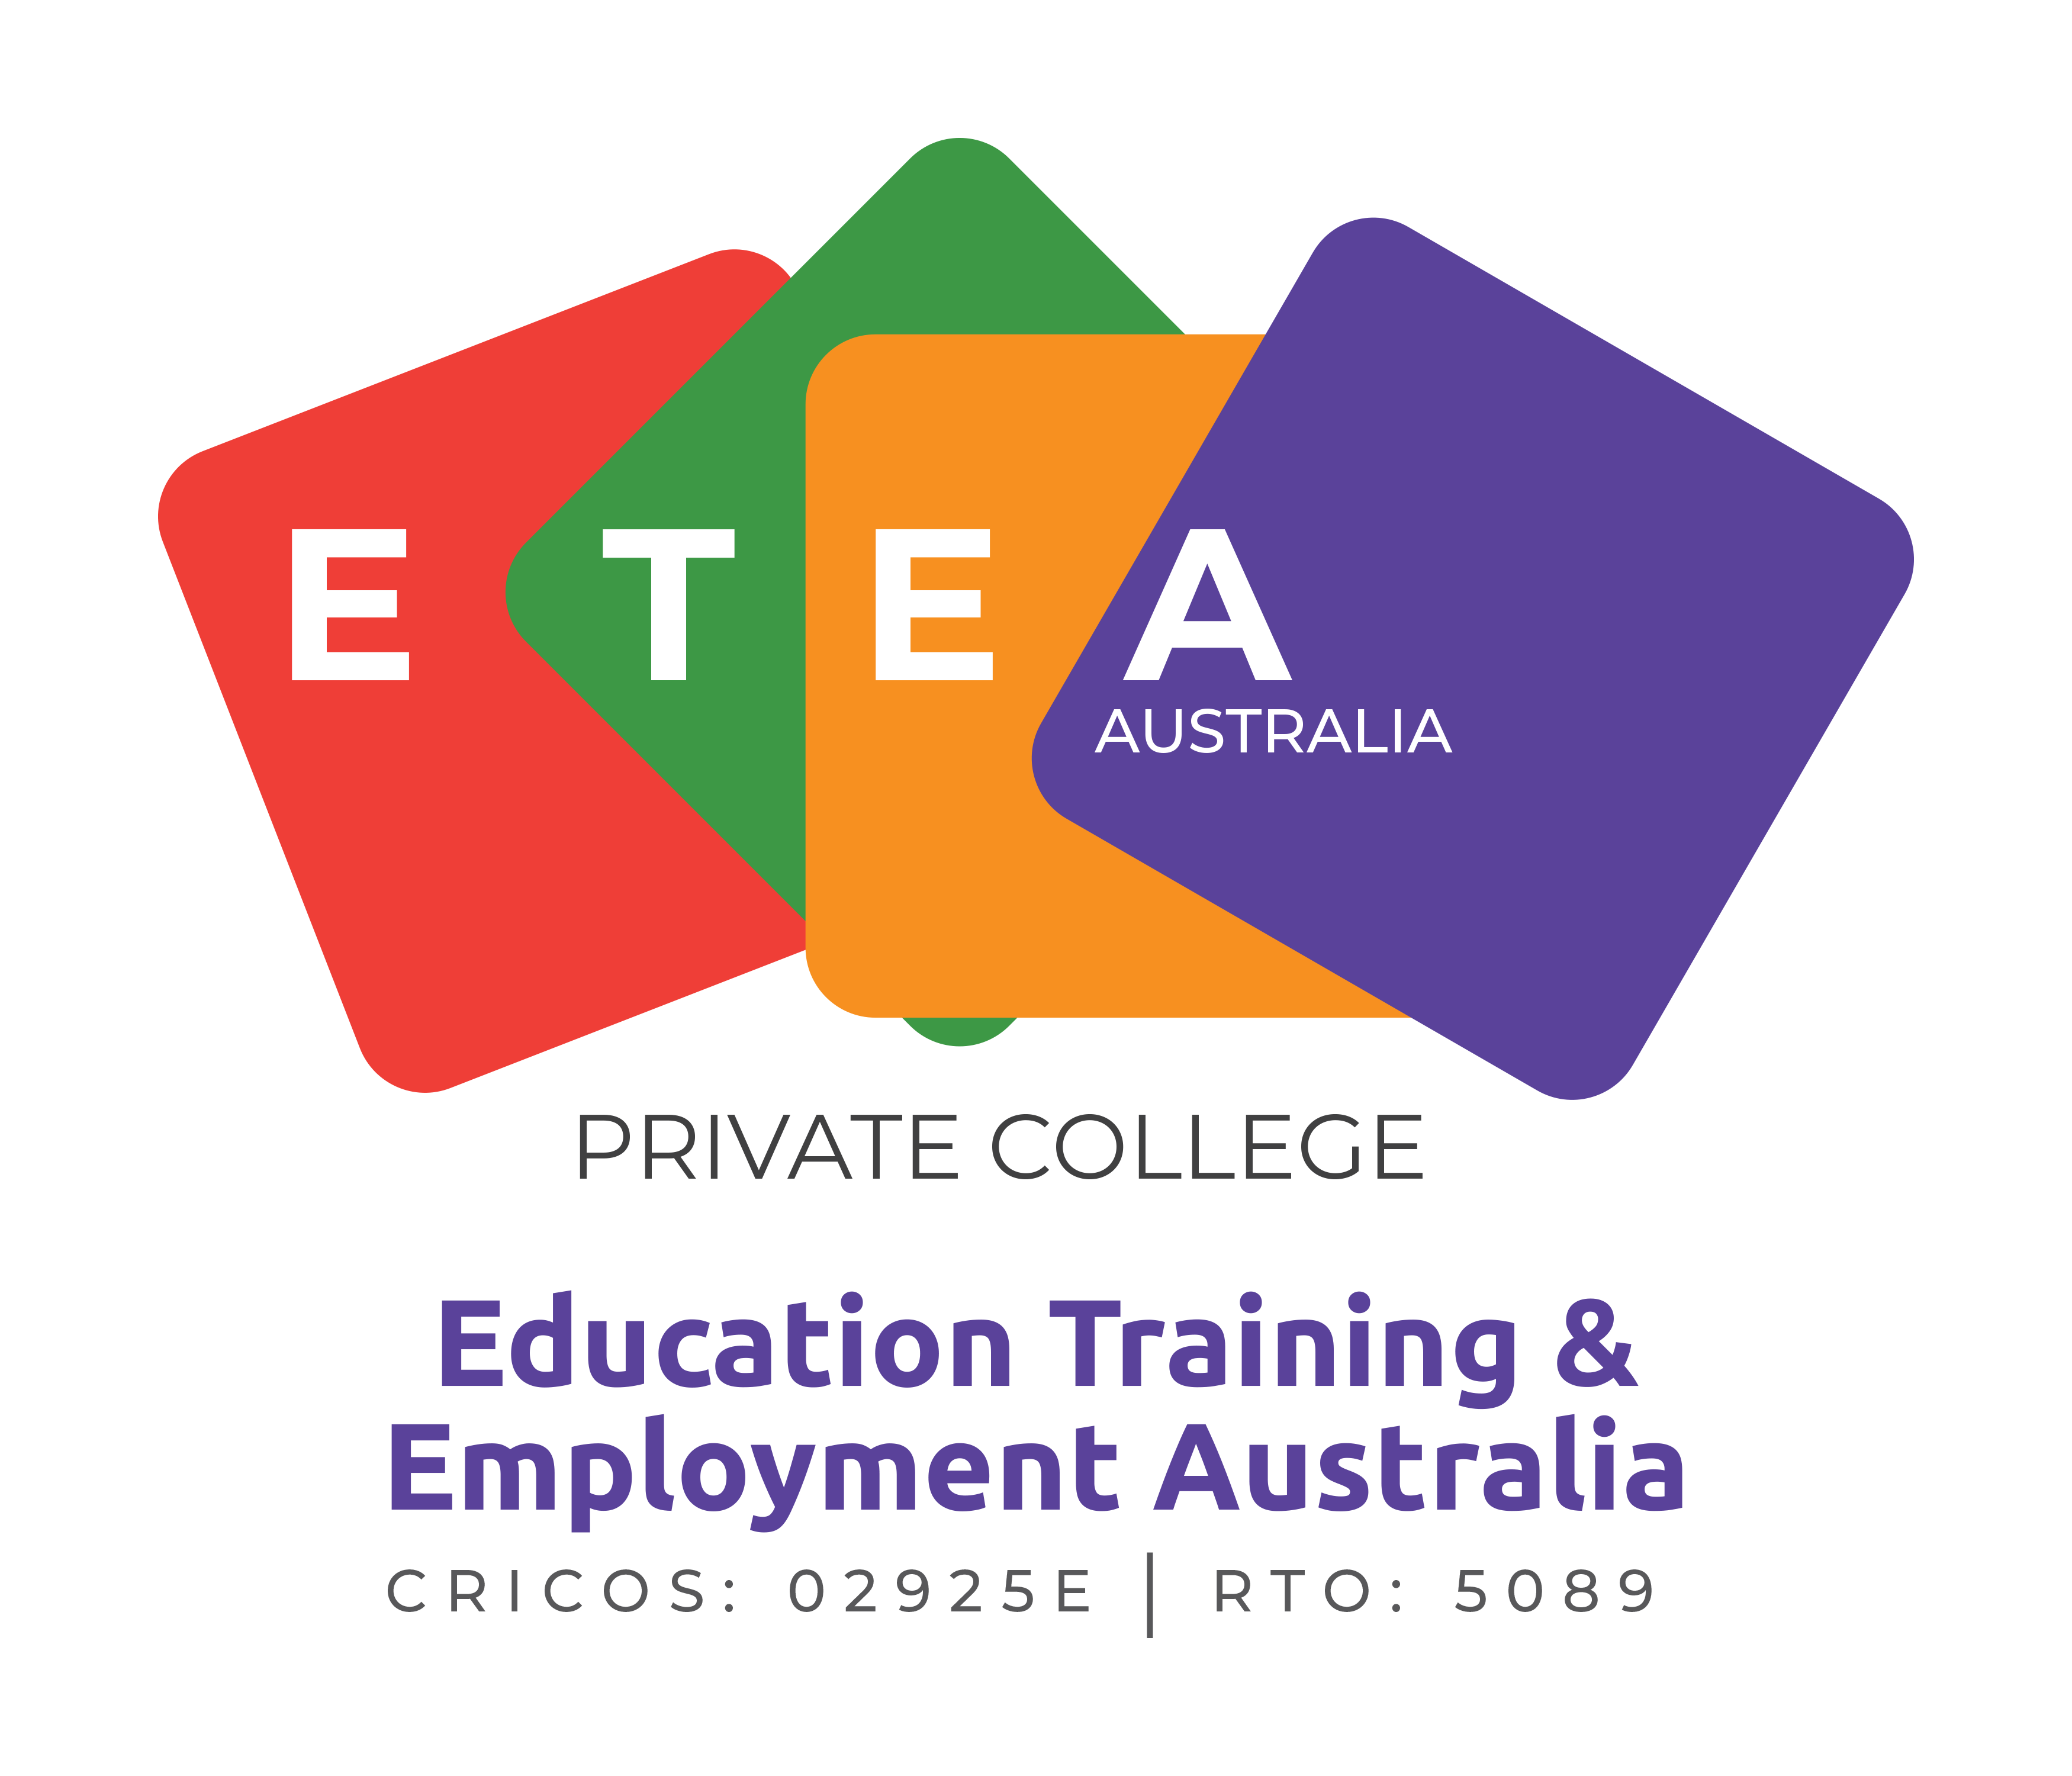 E T E A
AUSTRALIA
PRIVATE COLLEGE
Education Training &
Employment Australia
CRICOS: 02925E | RTO: 5089